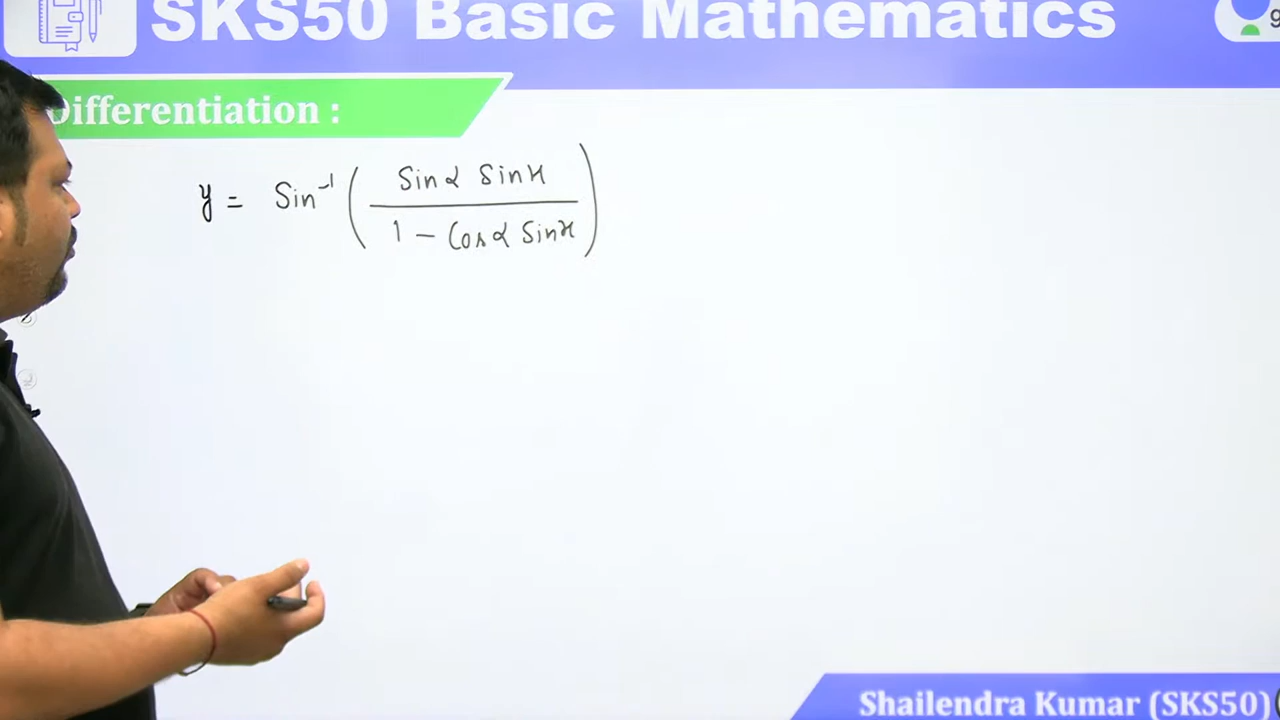 SKS50 Basic Mathematics
Differentiation :
y = Sin⁻¹ ( Sinα Sinx / 1 - Cosα Sinx )
Shailendra Kumar (SKS50)